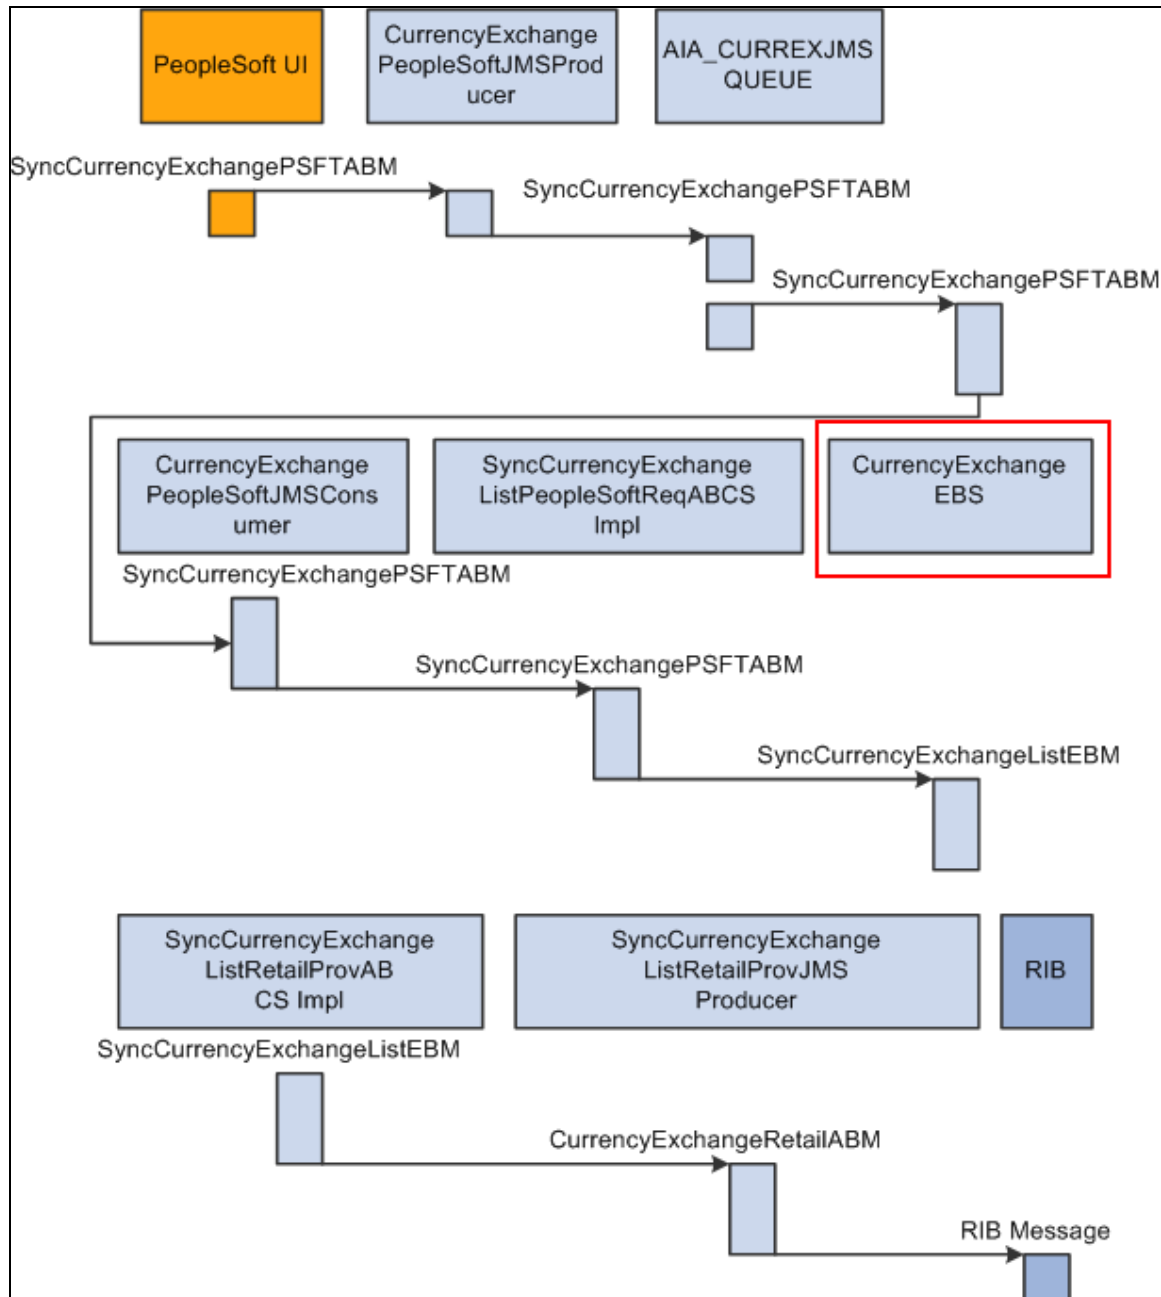 PeopleSoft UI
CurrencyExchange
PeopleSoftJMSProd
ucer
AIA_CURREXJMS
QUEUE
SyncCurrencyExchangePSFTABM
SyncCurrencyExchangePSFTABM
SyncCurrencyExchangePSFTABM
CurrencyExchange
PeopleSoftJMSCons
umer
SyncCurrencyExchange
ListPeopleSoftReqABCS
Impl
CurrencyExchange
EBS
SyncCurrencyExchangePSFTABM
SyncCurrencyExchangePSFTABM
SyncCurrencyExchangeListEBM
SyncCurrencyExchange
ListRetailProvAB
CS Impl
SyncCurrencyExchange
ListRetailProvJMS
Producer
RIB
SyncCurrencyExchangeListEBM
CurrencyExchangeRetailABM
RIB Message